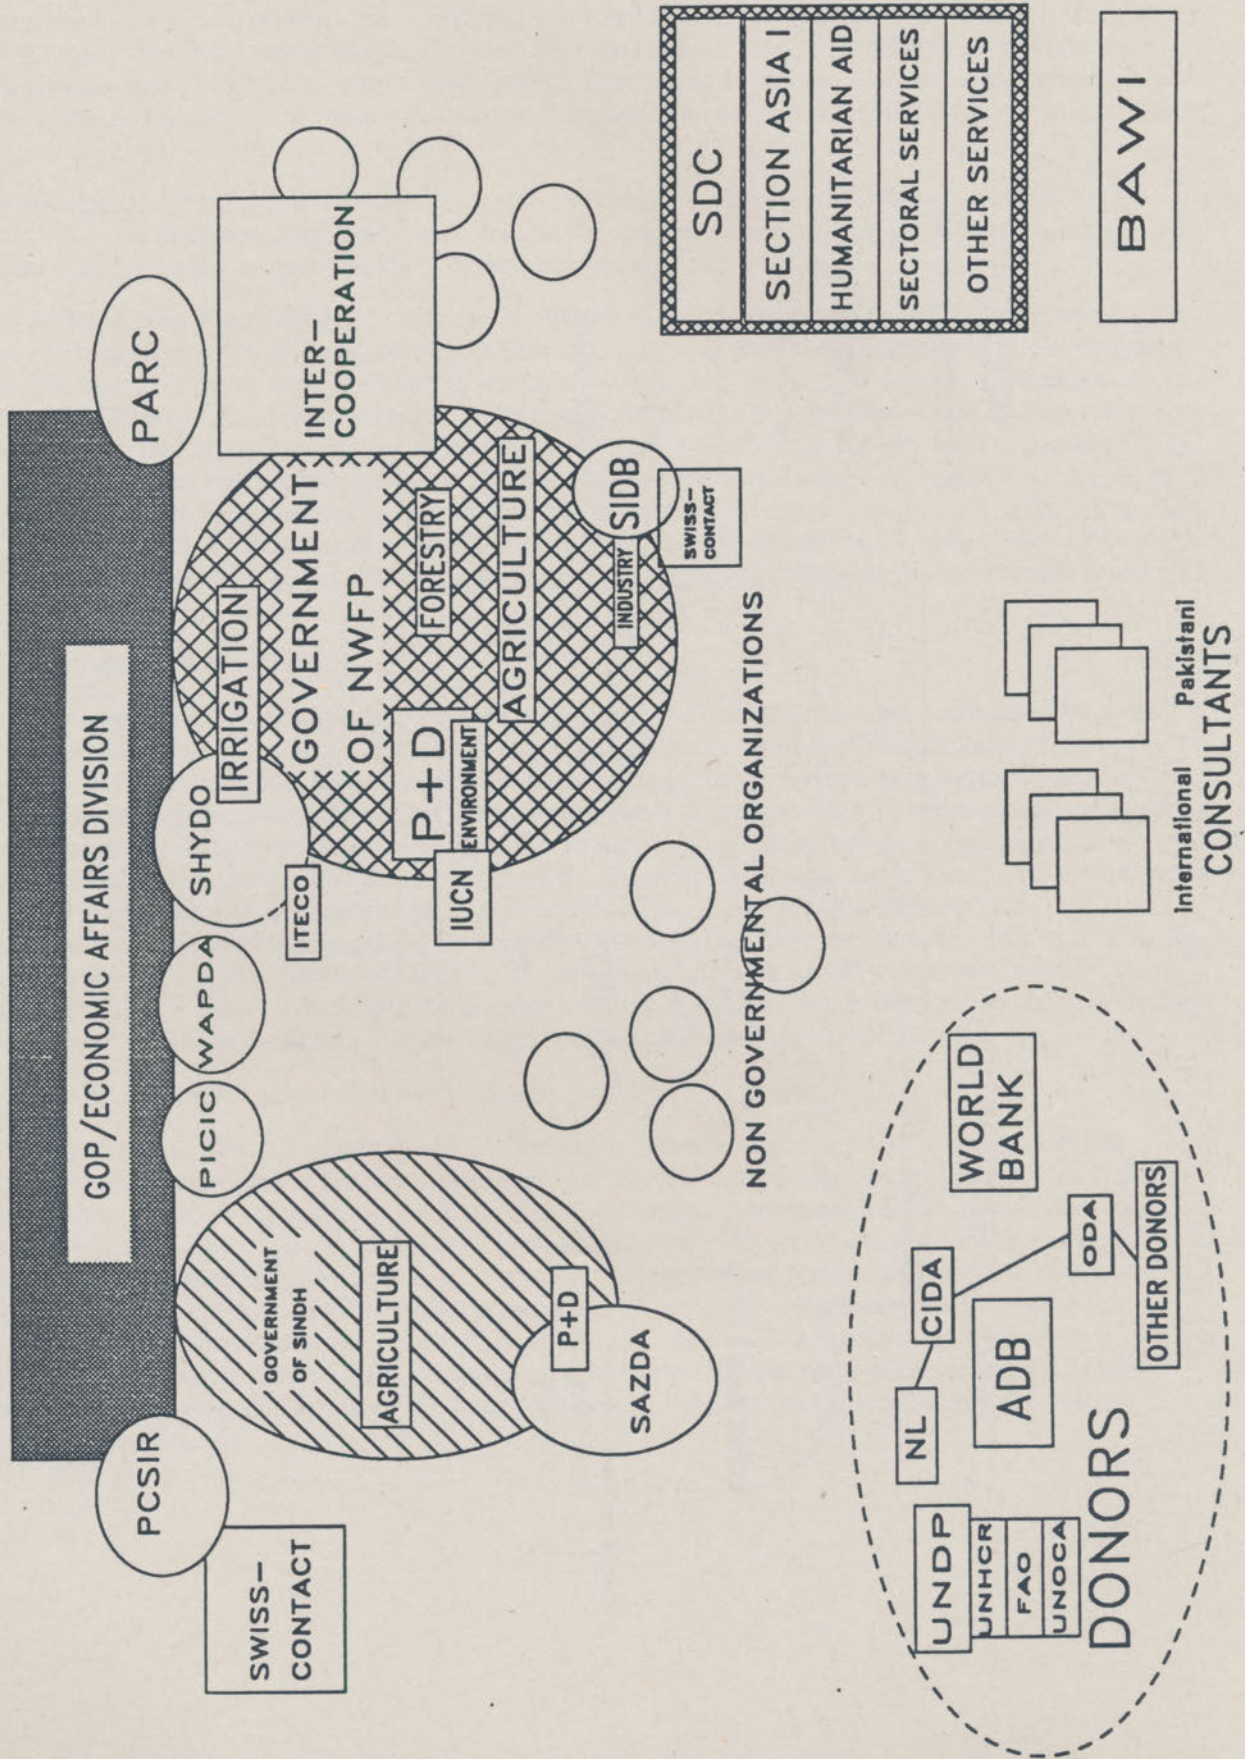 GOP/ECONOMIC AFFAIRS DIVISION
PCSIR
PICIC
WAPDA
SHYDO
PARC
SWISS-
CONTACT
GOVERNMENT
OF SINDH
AGRICULTURE
P+D
SAZDA
ITECO
IRRIGATION
GOVERNMENT
OF NWFP
P+D
ENVIRONMENT
IUCN
FORESTRY
AGRICULTURE
INDUSTRY
SIDB
SWISS-
CONTACT
INTER-
COOPERATION
NON GOVERNMENTAL ORGANIZATIONS
SDC
SECTION ASIA I
HUMANITARIAN AID
SECTORAL SERVICES
OTHER SERVICES
BAWI
UNDP
UNHCR
FAO
UNOCA
NL
CIDA
ADB
WORLD
BANK
ODA
OTHER DONORS
DONORS
International Pakistani
CONSULTANTS